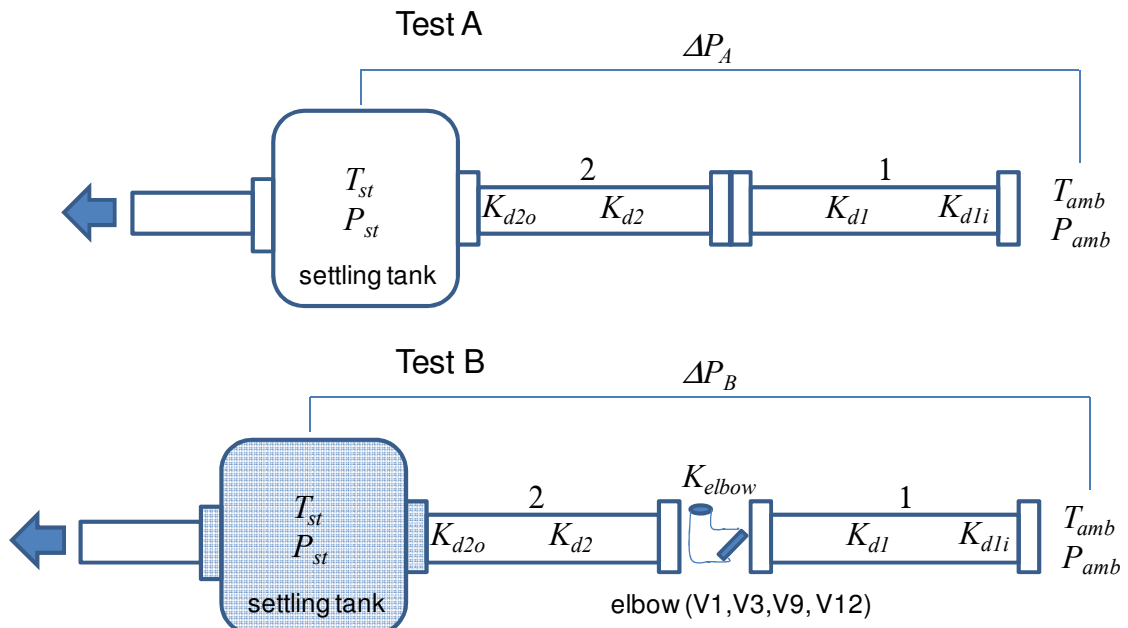 Test A
ΔP_A
2
1
T_st
K_d2o K_d2 K_d1 K_d1i T_amb
P_st P_amb
settling tank
Test B
ΔP_B
K_elbow
2
1
T_st
K_d2o K_d2 K_d1 K_d1i T_amb
P_st P_amb
settling tank
elbow (V1,V3,V9, V12)